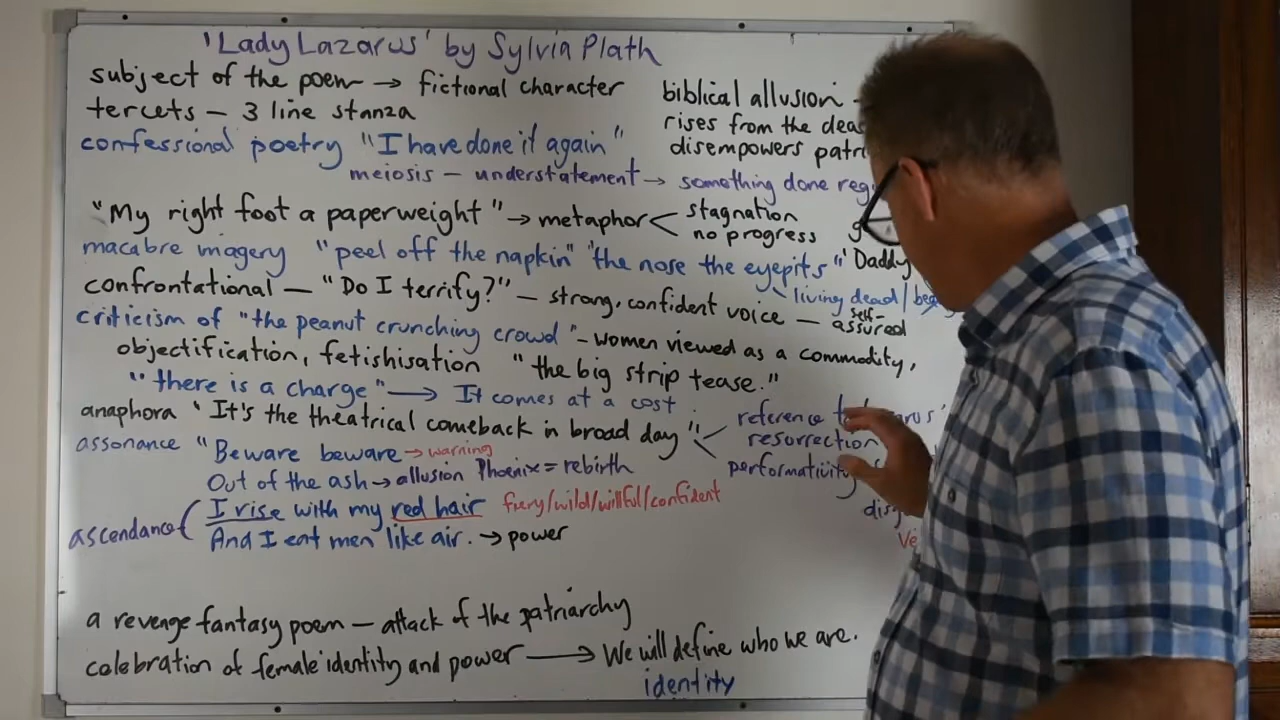 'Lady Lazarus' by Sylvia Plath
subject of the poem → fictional character
tercets – 3 line stanza
biblical allusion -
rises from the dead
disempowers
confessional poetry "I have done it again"
meiosis – understatement → something done
"My right foot a paperweight" → metaphor < stagnation
no progress
macabre imagery "peel off the napkin" "the nose the eyepits" 'Daddy
living dead /
confrontational – "Do I terrify?" – strong, confident voice – self-assured
criticism of "the peanut crunching crowd" – women viewed as a commodity,
objectification, fetishisation "the big strip tease."
"there is a charge" → It comes at a cost
anaphora "It's the theatrical comeback in broad day" < reference
resurrection
performativity
assonance "Beware beware → warning
Out of the ash → allusion Phoenix = rebirth
ascendance ( I rise with my red hair fiery/wild/willful/confident
And I eat men like air. → power
a revenge fantasy poem – attack of the patriarchy
celebration of female identity and power → We will define who we are.
identity